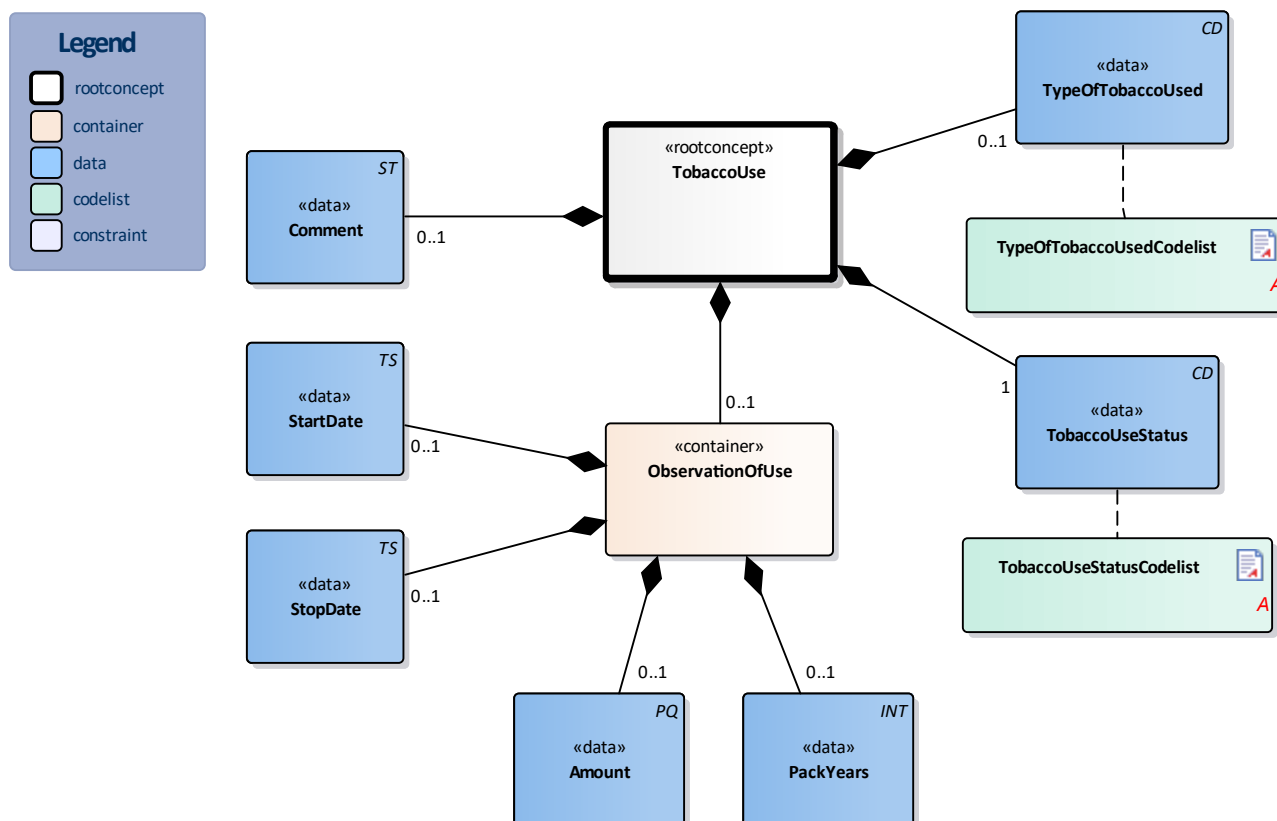 Legend
rootconcept
container
data
codelist
constraint
CD
«data»
TypeOfTobaccoUsed
0..1
«rootconcept»
TobaccoUse
ST
«data»
Comment
0..1
TypeOfTobaccoUsedCodelist
A
TS
«data»
StartDate
0..1
0..1
CD
«data»
TobaccoUseStatus
1
«container»
ObservationOfUse
TS
«data»
StopDate
0..1
TobaccoUseStatusCodelist
A
0..1
0..1
PQ
«data»
Amount
INT
«data»
PackYears